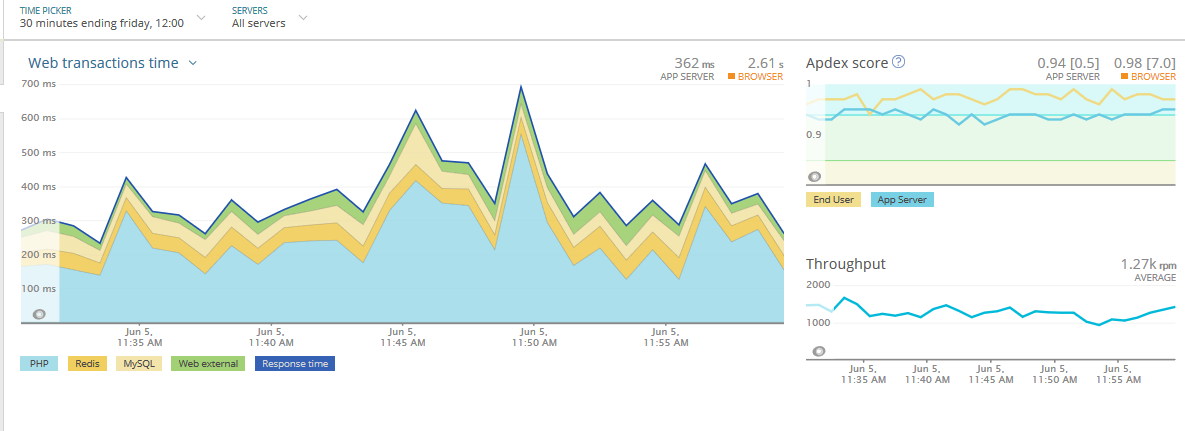 TIME PICKER
30 minutes ending friday, 12:00
SERVERS
All servers
Web transactions time
362 ms
APP SERVER
2.61 s
BROWSER
700 ms
600 ms
500 ms
400 ms
300 ms
200 ms
100 ms
Jun 5,
11:35 AM
Jun 5,
11:40 AM
Jun 5,
11:45 AM
Jun 5,
11:50 AM
Jun 5,
11:55 AM
PHP
Redis
MySQL
Web external
Response time
Apdex score ?
0.94 [0.5]
APP SERVER
0.98 [7.0]
BROWSER
1
0.9
End User
App Server
Throughput
1.27k rpm
AVERAGE
2000
1000
Jun 5,
11:35 AM
Jun 5,
11:40 AM
Jun 5,
11:45 AM
Jun 5,
11:50 AM
Jun 5,
11:55 AM